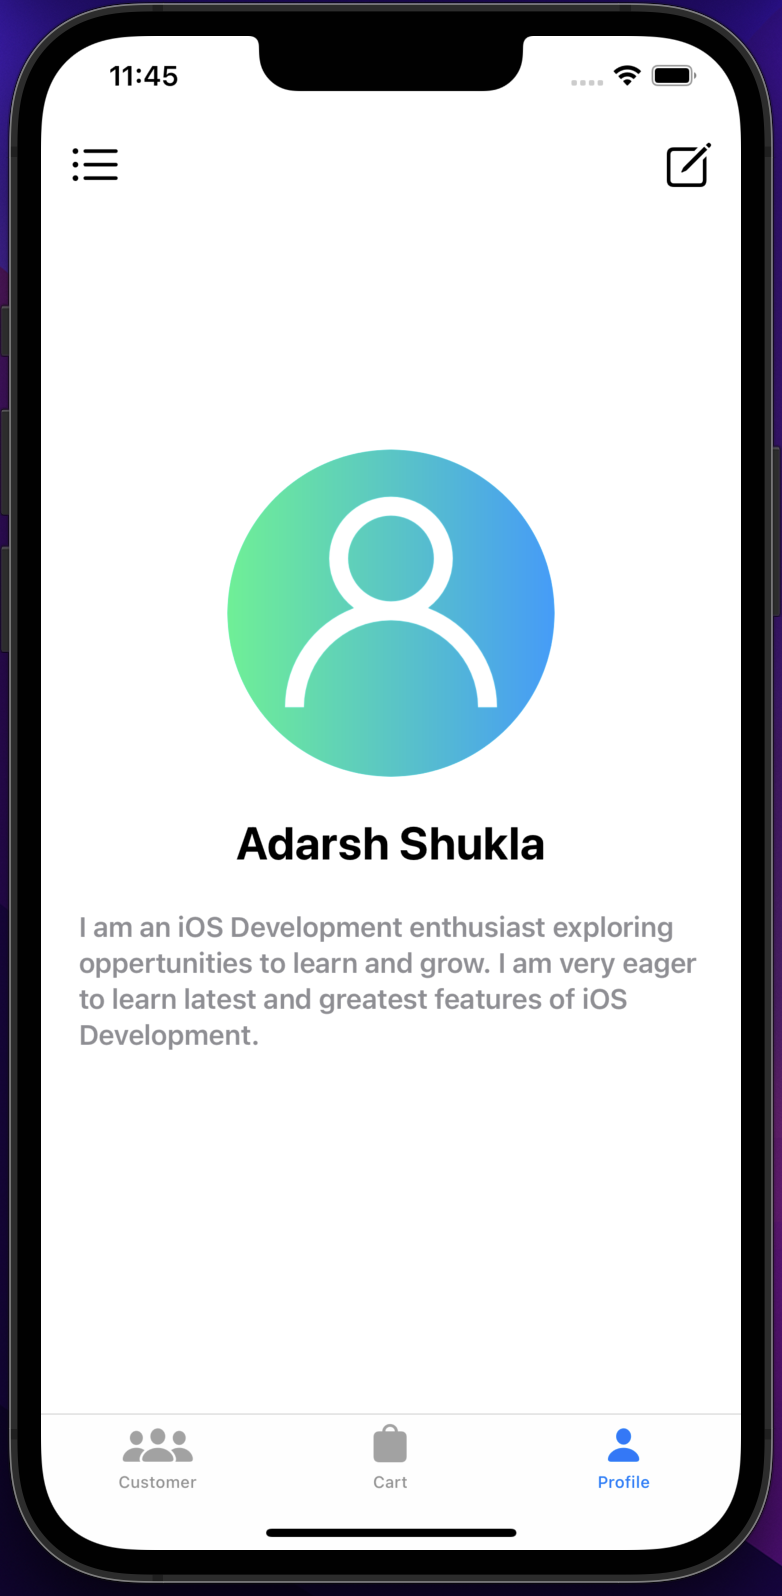 11:45
Adarsh Shukla
I am an iOS Development enthusiast exploring
oppertunities to learn and grow. I am very eager
to learn latest and greatest features of iOS
Development.
Customer
Cart
Profile